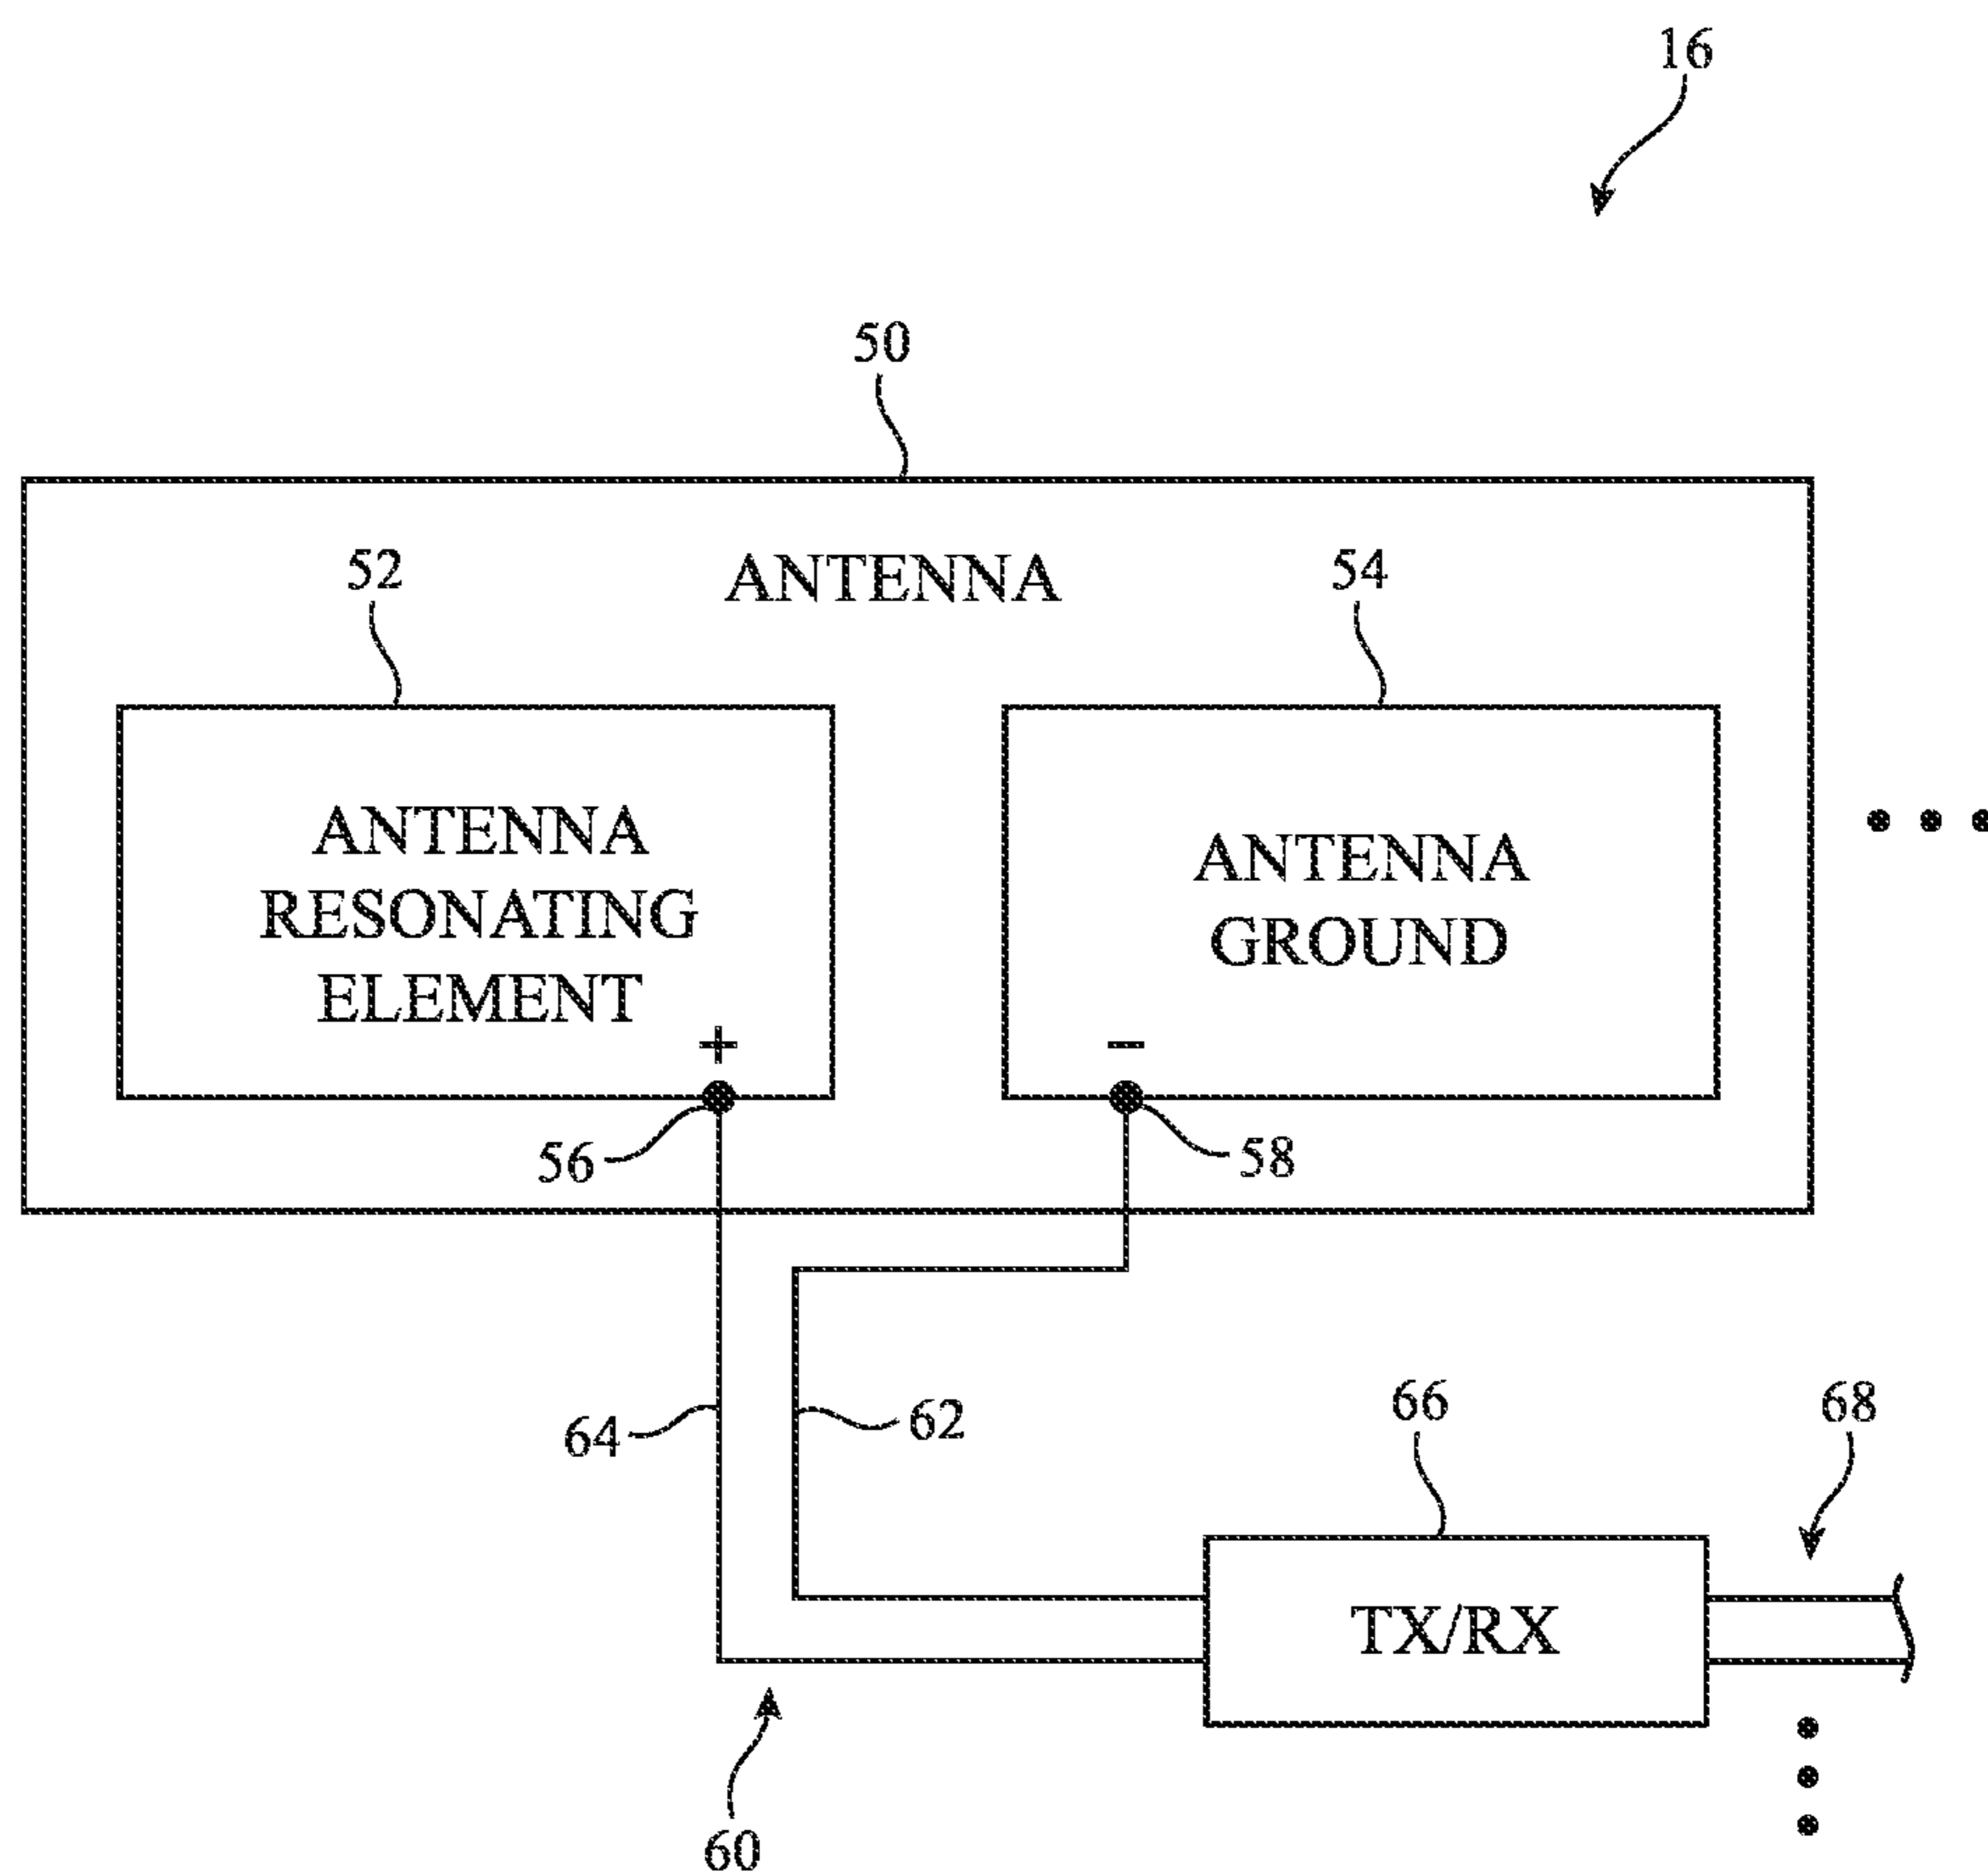 16
50
ANTENNA
52
54
ANTENNA
RESONATING
ELEMENT
+
ANTENNA
GROUND
−
56
58
64
62
66
68
TX/RX
60